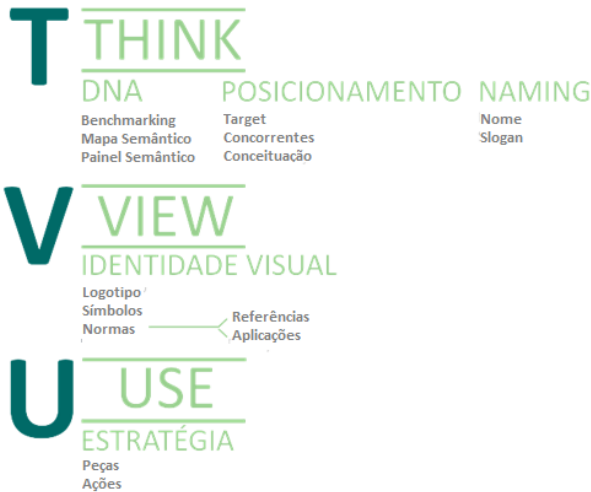 T THINK
DNA POSICIONAMENTO NAMING
Benchmarking Target Nome
Mapa Semântico Concorrentes Slogan
Painel Semântico Conceituação
V VIEW
IDENTIDADE VISUAL
Logotipo
Símbolos
Normas Referências
Aplicações
U USE
ESTRATÉGIA
Peças
Ações